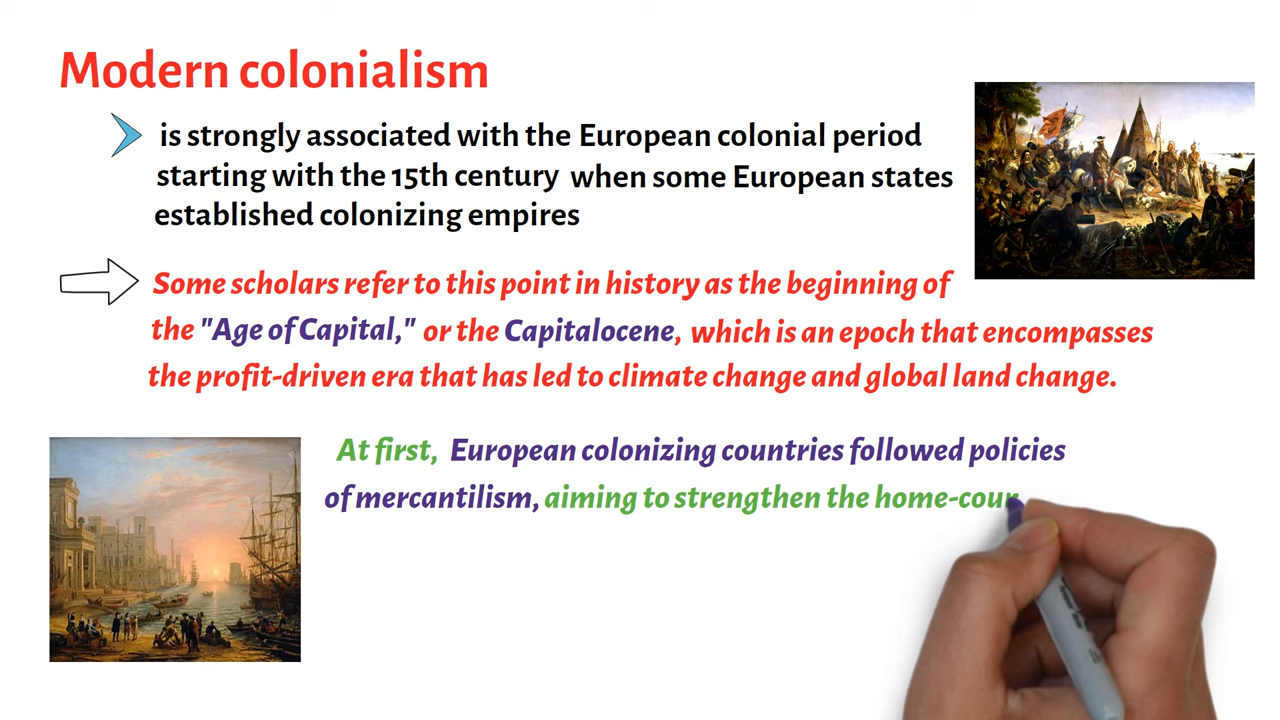 Modern colonialism
is strongly associated with the European colonial period
starting with the 15th century when some European states
established colonizing empires
Some scholars refer to this point in history as the beginning of
the "Age of Capital," or the Capitalocene, which is an epoch that encompasses
the profit-driven era that has led to climate change and global land change.
At first, European colonizing countries followed policies
of mercantilism, aiming to strengthen the home-cour